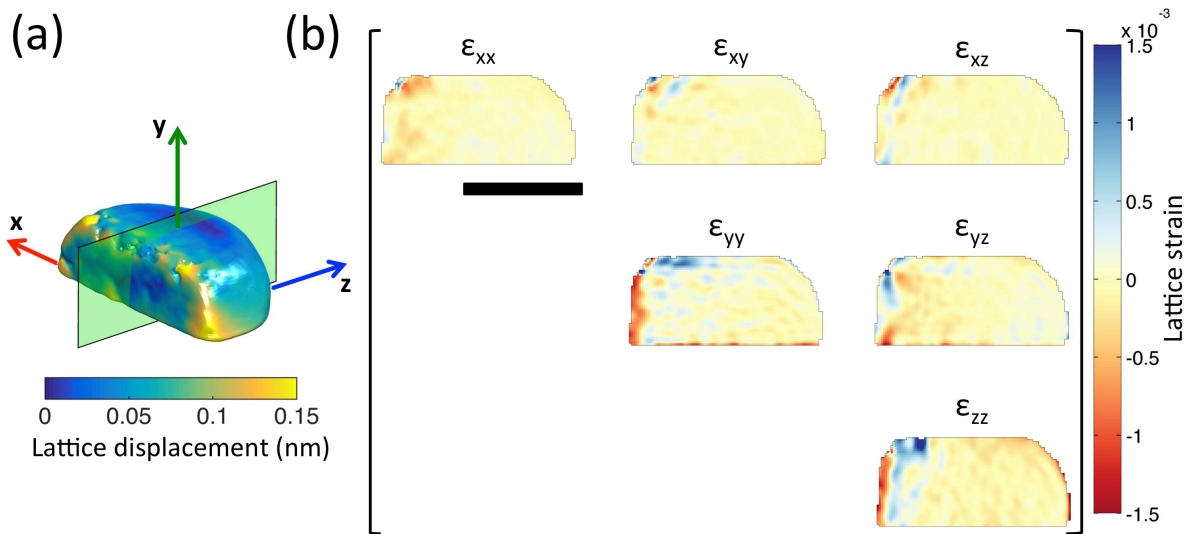 (a)
(b)
y
x
z
0 0.05 0.1 0.15
Lattice displacement (nm)
εxx εxy εxz
εyy εyz
εzz
x 10⁻³
1.5
1
0.5
0
-0.5
-1
-1.5
Lattice strain